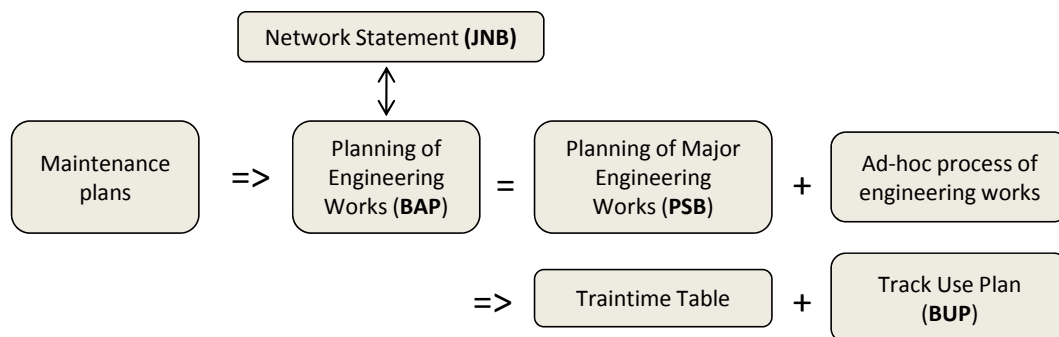 Network Statement (JNB)
Maintenance
plans
=>
Planning of
Engineering
Works (BAP)
=
Planning of Major
Engineering
Works (PSB)
+
Ad-hoc process of
engineering works
=>
Traintime Table
+
Track Use Plan
(BUP)